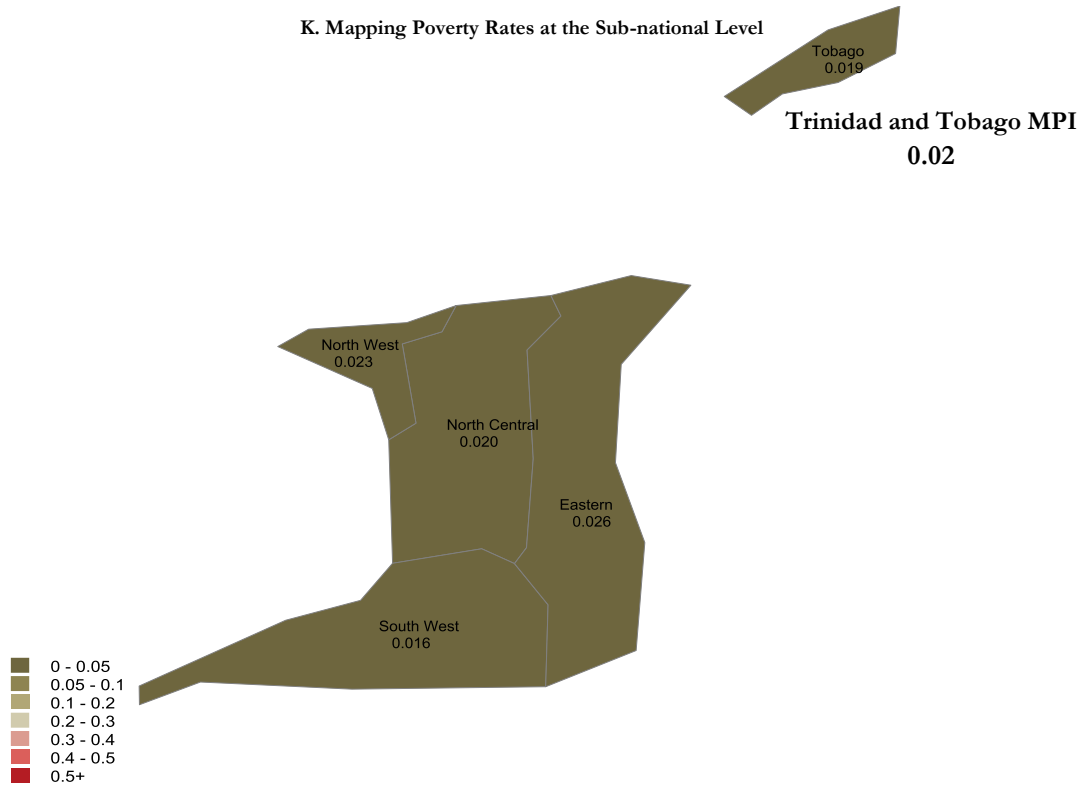 K. Mapping Poverty Rates at the Sub-national Level
Tobago
0.019
Trinidad and Tobago MPI
0.02
North West
0.023
North Central
0.020
Eastern
0.026
South West
0.016
0 - 0.05
0.05 - 0.1
0.1 - 0.2
0.2 - 0.3
0.3 - 0.4
0.4 - 0.5
0.5+